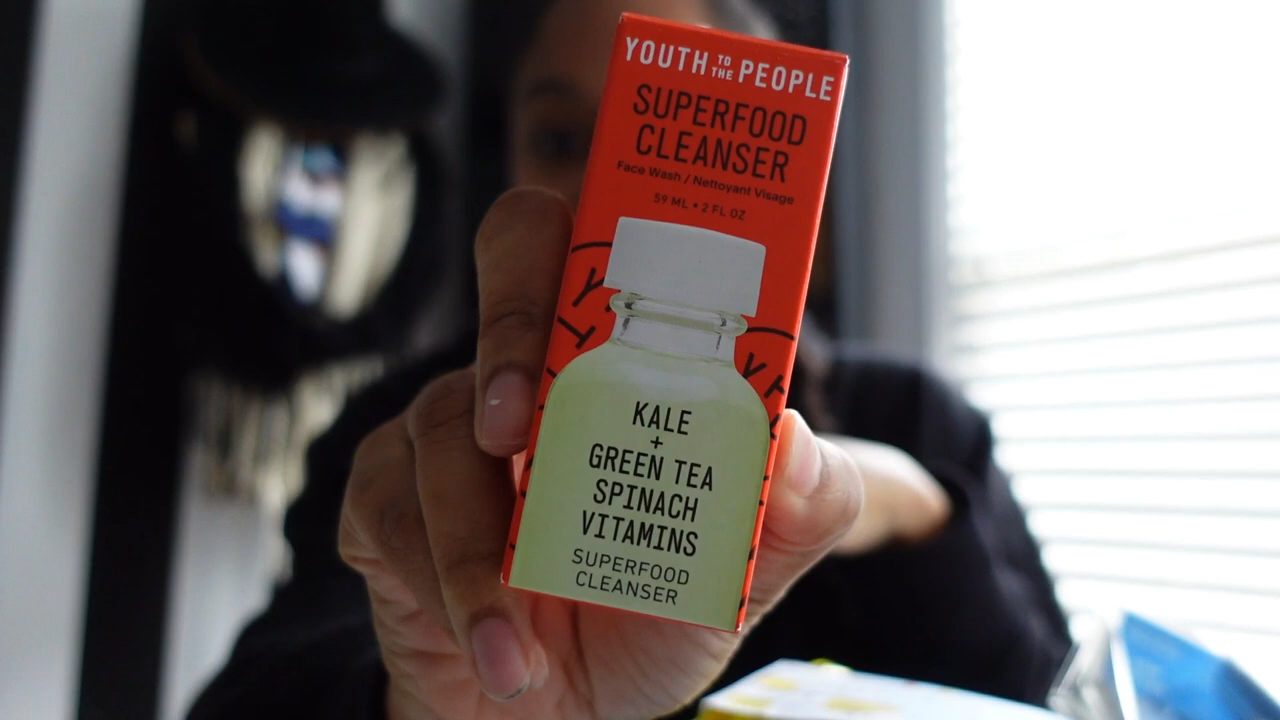 YOUTH TO THE PEOPLE
SUPERFOOD
CLEANSER
Face Wash / Nettoyant Visage
59 ML • 2 FL OZ
KALE
+
GREEN TEA
SPINACH
VITAMINS
SUPERFOOD
CLEANSER